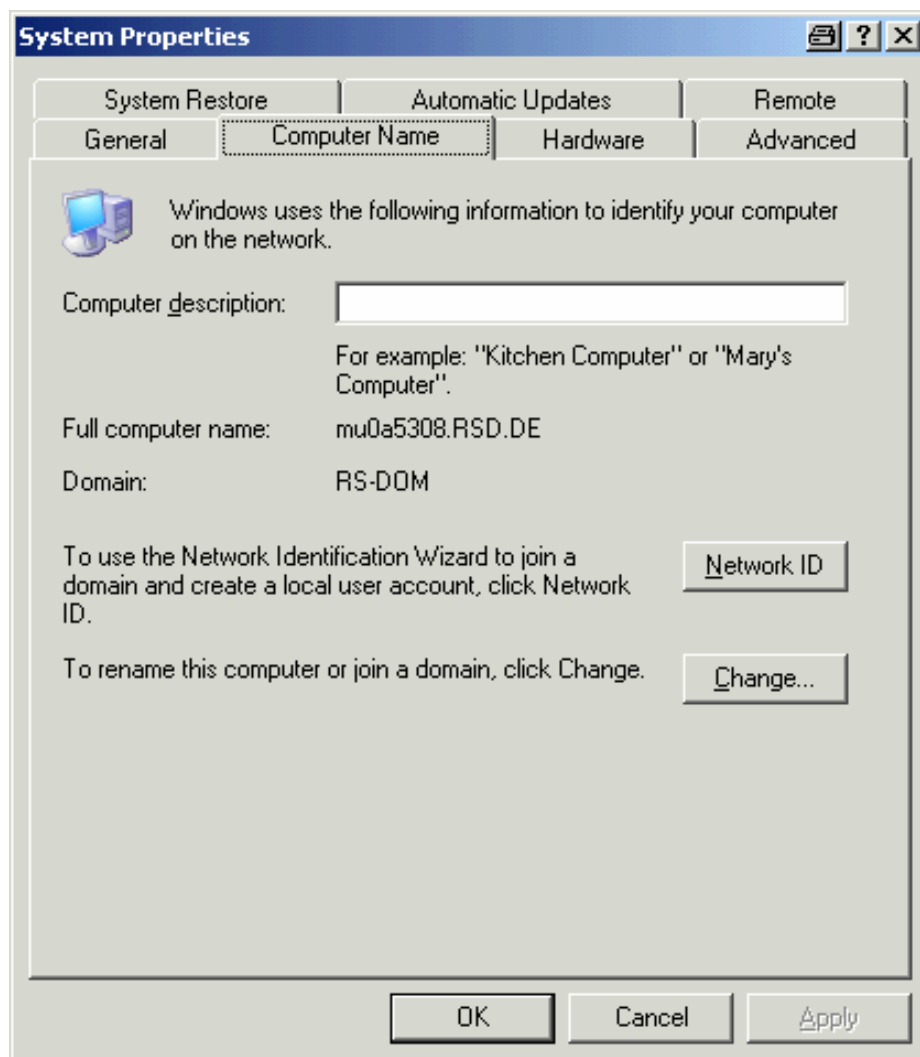 System Properties
System Restore Automatic Updates Remote
General Computer Name Hardware Advanced
Windows uses the following information to identify your computer
on the network.
Computer description:
For example: "Kitchen Computer" or "Mary's
Computer".
Full computer name: mu0a5308.RSD.DE
Domain: RS-DOM
To use the Network Identification Wizard to join a
domain and create a local user account, click Network
ID.
Network ID
To rename this computer or join a domain, click Change.
Change...
OK Cancel Apply